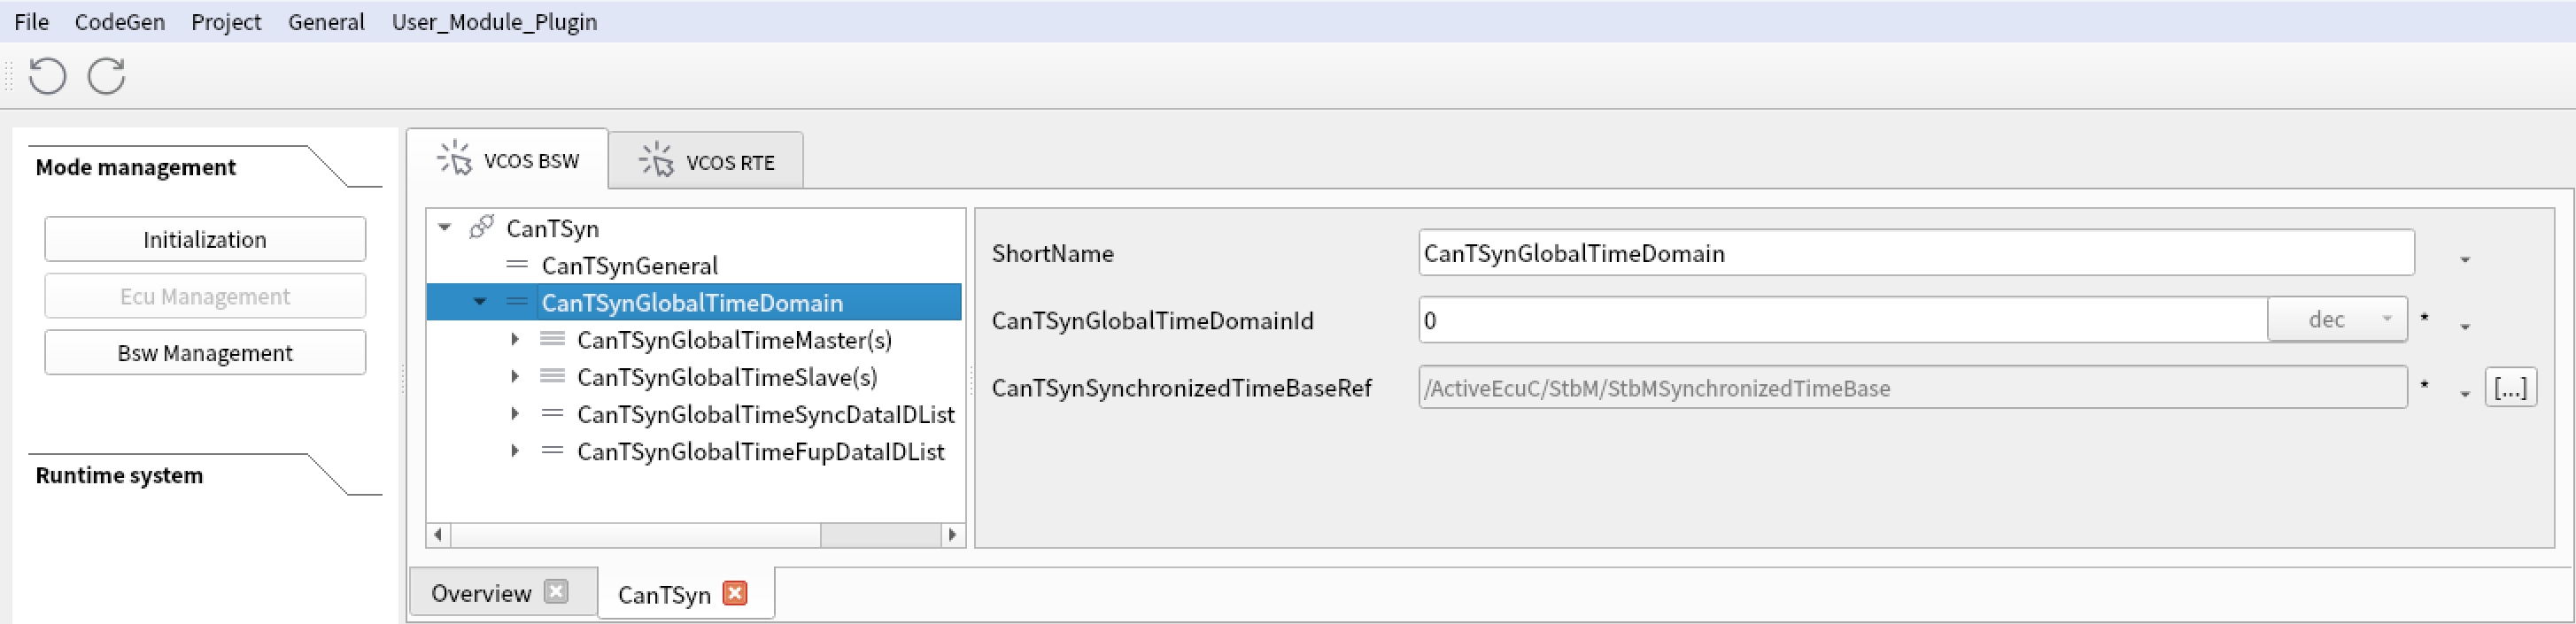 File CodeGen Project General User_Module_Plugin
Mode management
Initialization
Ecu Management
Bsw Management
Runtime system
VCOS BSW VCOS RTE
CanTSyn
CanTSynGeneral
CanTSynGlobalTimeDomain
CanTSynGlobalTimeMaster(s)
CanTSynGlobalTimeSlave(s)
CanTSynGlobalTimeSyncDataIDList
CanTSynGlobalTimeFupDataIDList
ShortName CanTSynGlobalTimeDomain
CanTSynGlobalTimeDomainId 0 dec *
CanTSynSynchronizedTimeBaseRef /ActiveEcuC/StbM/StbMSynchronizedTimeBase * [...]
Overview CanTSyn